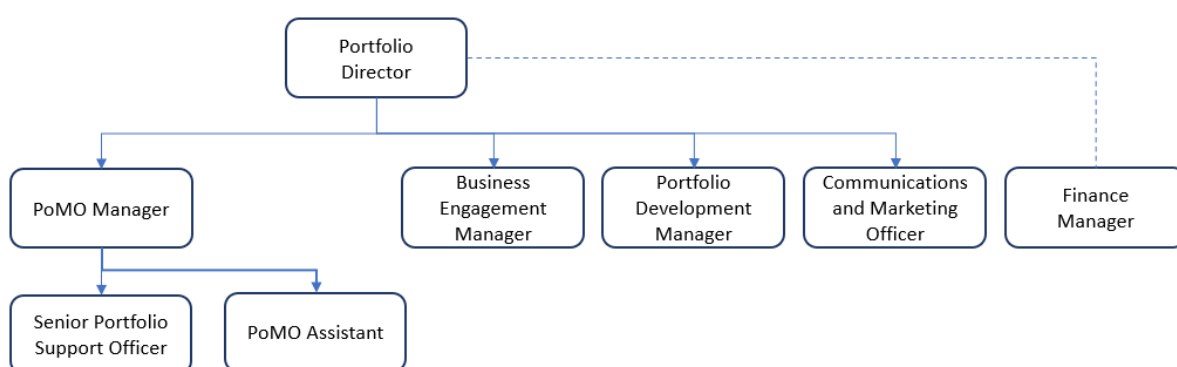 Portfolio
Director
PoMO Manager
Business
Engagement
Manager
Portfolio
Development
Manager
Communications
and Marketing
Officer
Finance
Manager
Senior Portfolio
Support Officer
PoMO Assistant